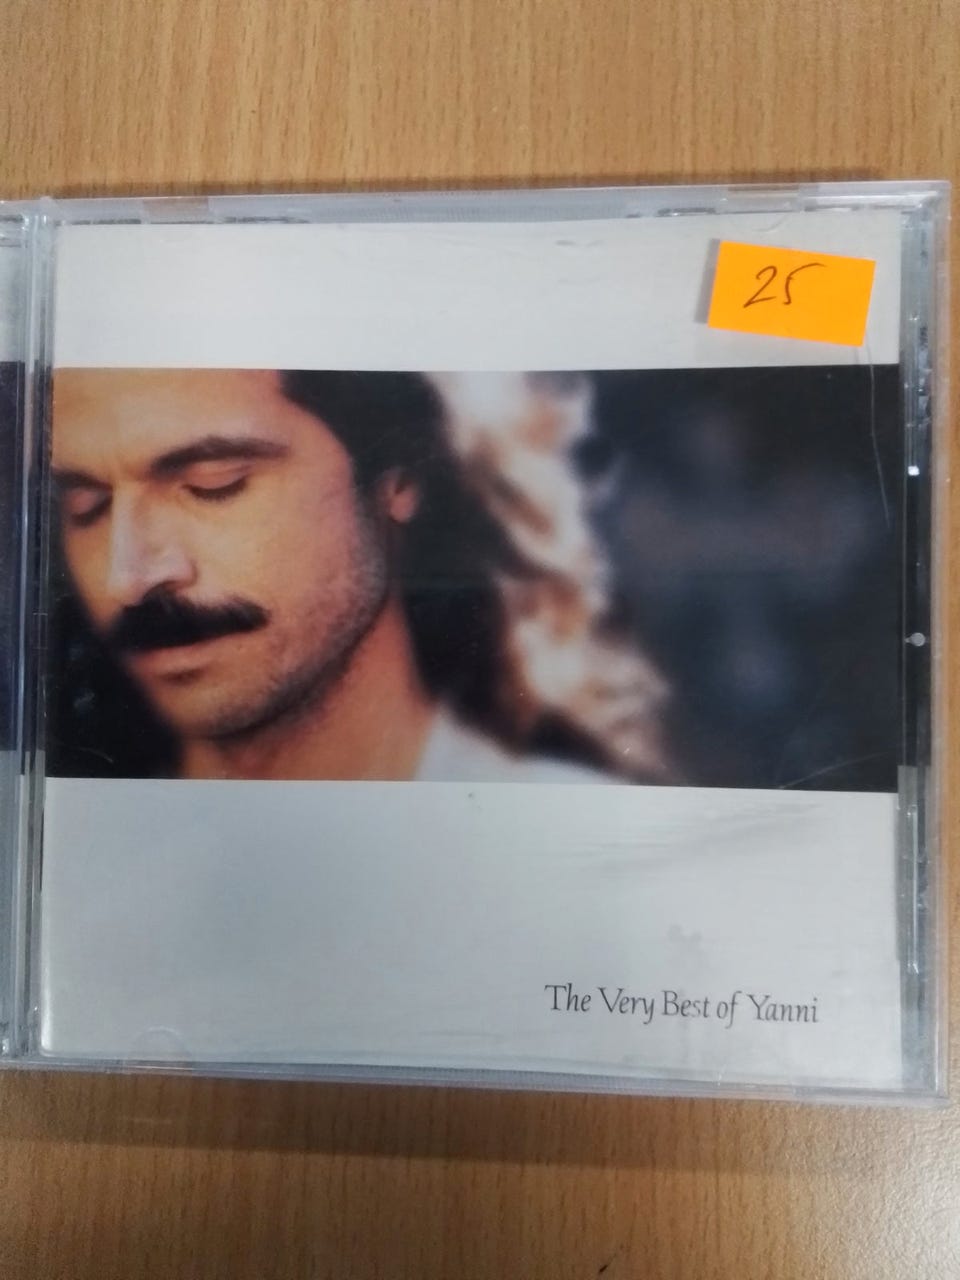 25
The Very Best of Yanni